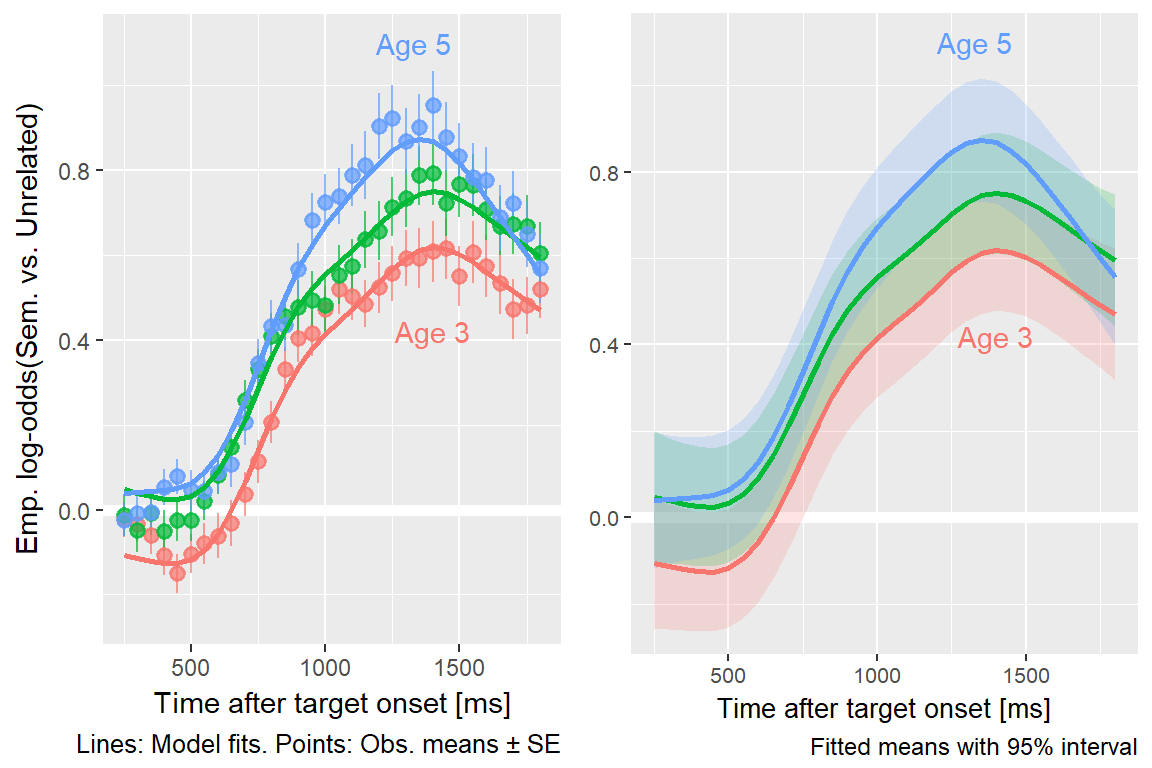 Emp. log-odds(Sem. vs. Unrelated)
0.8
0.4
0.0
Age 5
Age 3
500
1000
1500
Time after target onset [ms]
Lines: Model fits. Points: Obs. means ± SE
0.8
0.4
0.0
Age 5
Age 3
500
1000
1500
Time after target onset [ms]
Fitted means with 95% interval